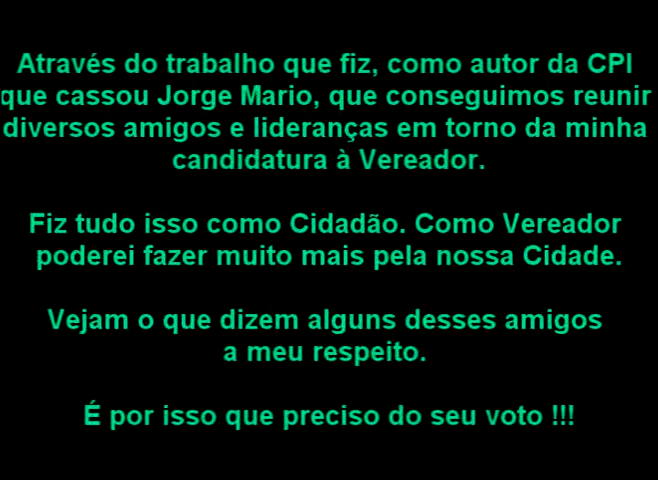 Através do trabalho que fiz, como autor da CPI
que cassou Jorge Mario, que conseguimos reunir
diversos amigos e lideranças em torno da minha
candidatura à Vereador.
Fiz tudo isso como Cidadão. Como Vereador
poderei fazer muito mais pela nossa Cidade.
Vejam o que dizem alguns desses amigos
a meu respeito.
É por isso que preciso do seu voto !!!